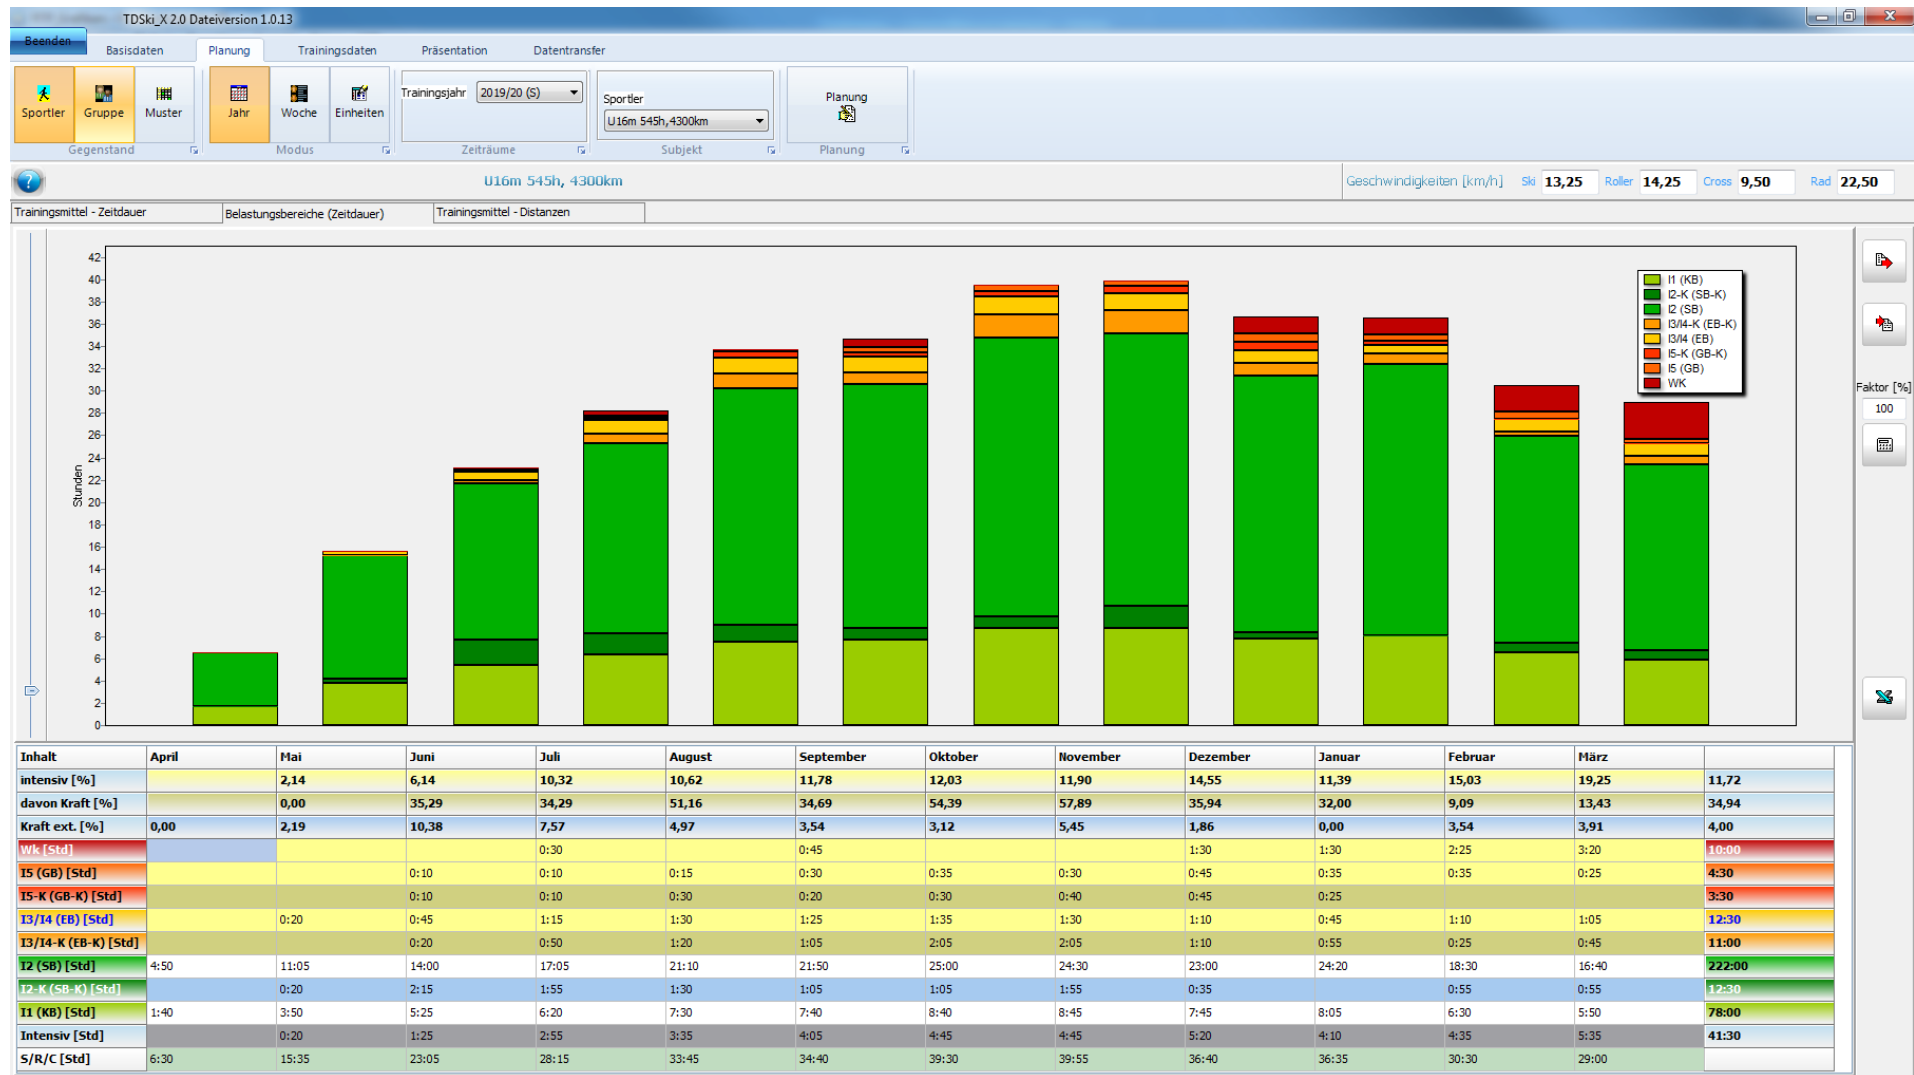 TDSki_X 2.0 Dateiversion 1.0.13
Beenden Basisdaten Planung Trainingsdaten Präsentation Datentransfer
Sportler Gruppe Muster Jahr Woche Einheiten
Trainingsjahr 2019/20 (S)
Sportler
U16m 545h,4300km
Planung
Gegenstand Modus Zeiträume Subjekt Planung
U16m 545h, 4300km
Geschwindigkeiten [km/h] Ski 13,25 Roller 14,25 Cross 9,50 Rad 22,50
Trainingsmittel - Zeitdauer Belastungsbereiche (Zeitdauer) Trainingsmittel - Distanzen
Stunden
42
40
38
36
34
32
30
28
26
24
22
20
18
16
14
12
10
8
6
4
2
0
I1 (KB)
I2-K (SB-K)
I2 (SB)
I3/I4-K (EB-K)
I3/I4 (EB)
I5-K (GB-K)
I5 (GB)
WK
Faktor [%]
100
Inhalt April Mai Juni Juli August September Oktober November Dezember Januar Februar März
intensiv [%] 2,14 6,14 10,32 10,62 11,78 12,03 11,90 14,55 11,39 15,03 19,25 11,72
davon Kraft [%] 0,00 35,29 34,29 51,16 34,69 54,39 57,89 35,94 32,00 9,09 13,43 34,94
Kraft ext. [%] 0,00 2,19 10,38 7,57 4,97 3,54 3,12 5,45 1,86 0,00 3,54 3,91 4,00
Wk [Std] 0:30 0:45 1:30 1:30 2:25 3:20 10:00
I5 (GB) [Std] 0:10 0:10 0:15 0:30 0:35 0:30 0:45 0:35 0:35 0:25 4:30
I5-K (GB-K) [Std] 0:10 0:10 0:30 0:20 0:30 0:40 0:45 0:25 3:30
I3/I4 (EB) [Std] 0:20 0:45 1:15 1:30 1:25 1:35 1:30 1:10 0:45 1:10 1:05 12:30
I3/I4-K (EB-K) [Std] 0:20 0:50 1:20 1:05 2:05 2:05 1:10 0:55 0:25 0:45 11:00
I2 (SB) [Std] 4:50 11:05 14:00 17:05 21:10 21:50 25:00 24:30 23:00 24:20 18:30 16:40 222:00
I2-K (SB-K) [Std] 0:20 2:15 1:55 1:30 1:05 1:05 1:55 0:35 0:55 0:55 12:30
I1 (KB) [Std] 1:40 3:50 5:25 6:20 7:30 7:40 8:40 8:45 7:45 8:05 6:30 5:50 78:00
Intensiv [Std] 0:20 1:25 2:55 3:35 4:05 4:45 4:45 5:20 4:10 4:35 5:35 41:30
S/R/C [Std] 6:30 15:35 23:05 28:15 33:45 34:40 39:30 39:55 36:40 36:35 30:30 29:00